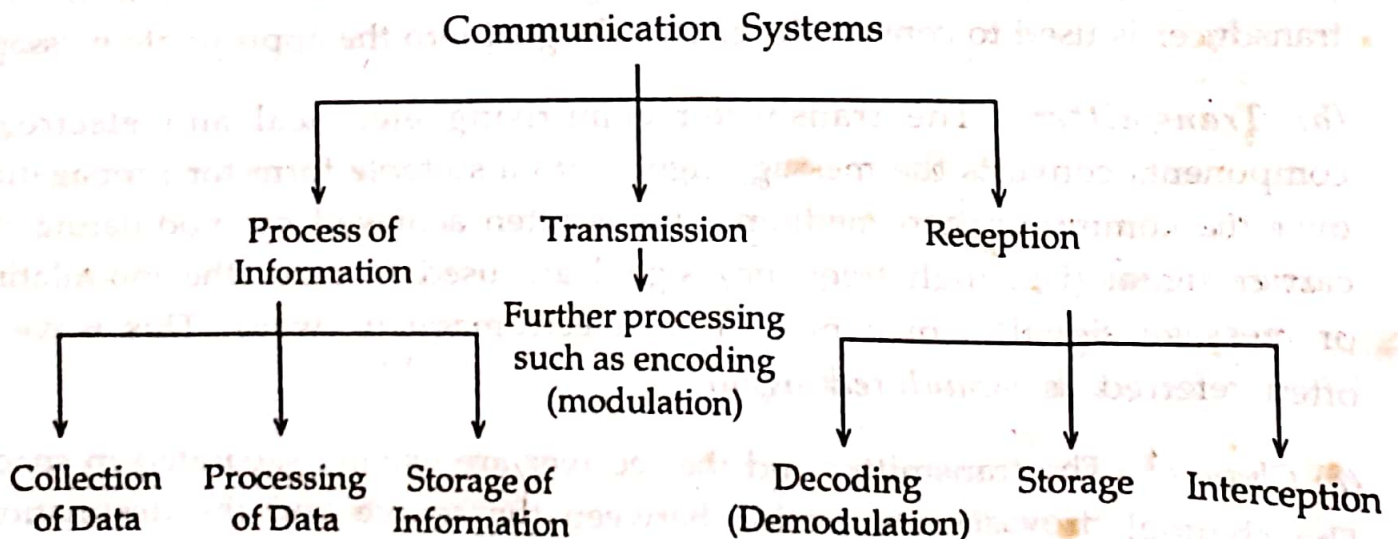 Communication Systems
Process of
Information
Transmission
Reception
Further processing
such as encoding
(modulation)
Collection
of Data
Processing
of Data
Storage of
Information
Decoding
(Demodulation)
Storage
Interception